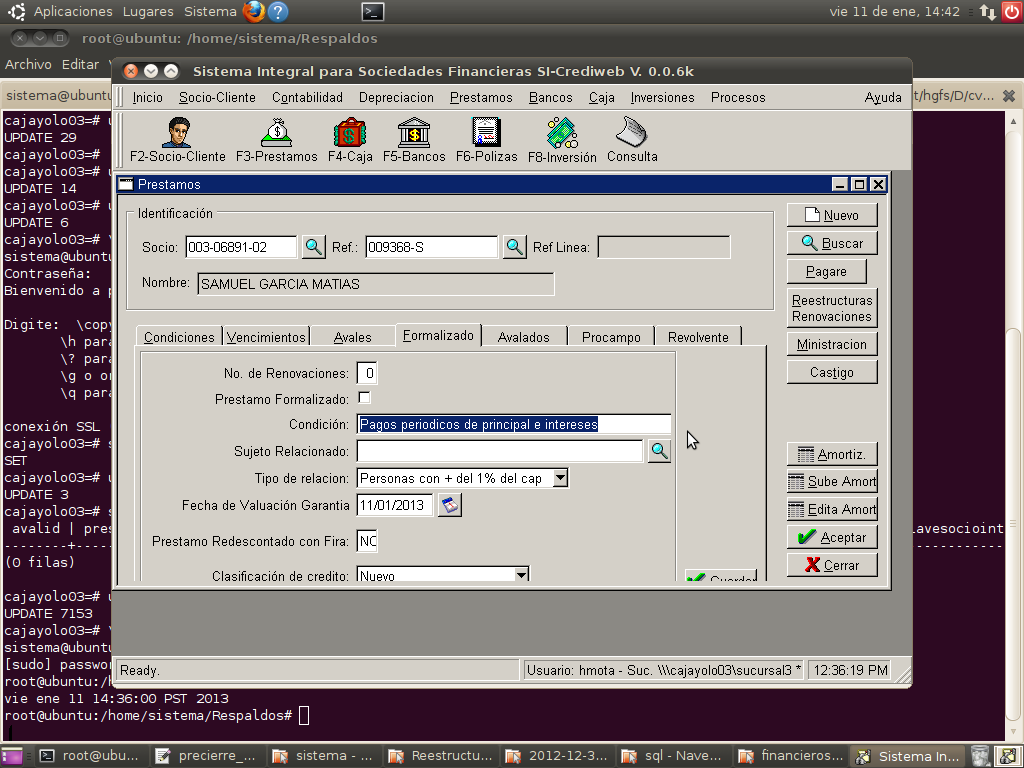 Aplicaciones Lugares Sistema vie 11 de ene, 14:42
root@ubuntu: /home/sistema/Respaldos
Archivo Editar
sistema@ubuntu
t/hgfs/D/cv...
Sistema Integral para Sociedades Financieras SI-Crediweb V. 0.0.6k
Inicio Socio-Cliente Contabilidad Depreciacion Prestamos Bancos Caja Inversiones Procesos Ayuda
F2-Socio-Cliente F3-Prestamos F4-Caja F5-Bancos F6-Polizas F8-Inversión Consulta
Prestamos
Identificación
Socio: 003-06891-02 Ref.: 009368-S Ref Linea:
Nombre: SAMUEL GARCIA MATIAS
Nuevo
Buscar
Pagare
Reestructuras
Renovaciones
Ministracion
Castigo
Amortiz.
Sube Amort
Edita Amort
Aceptar
Cerrar
Condiciones Vencimientos Avales Formalizado Avalados Procampo Revolvente
No. de Renovaciones: 0
Prestamo Formalizado:
Condición: Pagos periodicos de principal e intereses
Sujeto Relacionado:
Tipo de relacion: Personas con + del 1% del cap
Fecha de Valuación Garantia 11/01/2013
Prestamo Redescontado con Fira: NO
Clasificación de credito: Nuevo
Guardar
Ready. Usuario: hmota - Suc. \\\cajayolo03\sucursal3 * 12:36:19 PM
cajayolo03=# u
UPDATE 29
cajayolo03=#
cajayolo03=# u
UPDATE 14
cajayolo03=# u
UPDATE 6
cajayolo03=# \
sistema@ubuntu
Contraseña:
Bienvenido a p
Digite: \copy
\h para
\? para
\g o or
\q para
conexión SSL
cajayolo03=# s
SET
cajayolo03=# u
UPDATE 3
cajayolo03=# s
avalid | pres
lavesocioint
--------+---
(0 filas)
cajayolo03=# u
UPDATE 7153
cajayolo03=# \
sistema@ubuntu
[sudo] passwor
root@ubuntu:/h
vie ene 11 14:36:00 PST 2013
root@ubuntu:/home/sistema/Respaldos#
root@ubu... precierre_... sistema - ... Reestructu... 2012-12-3... sql - Nave... financieros... Sistema In...